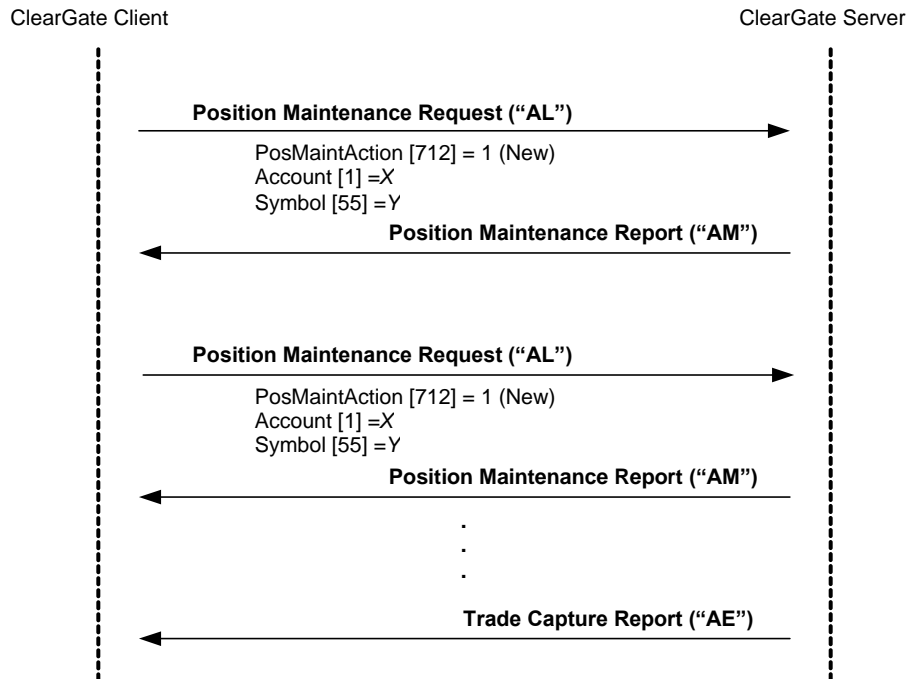 ClearGate Client
ClearGate Server
Position Maintenance Request (“AL”)
PosMaintAction [712] = 1 (New)
Account [1] =X
Symbol [55] =Y
Position Maintenance Report (“AM”)
Position Maintenance Request (“AL”)
PosMaintAction [712] = 1 (New)
Account [1] =X
Symbol [55] =Y
Position Maintenance Report (“AM”)
.
.
.
Trade Capture Report (“AE”)